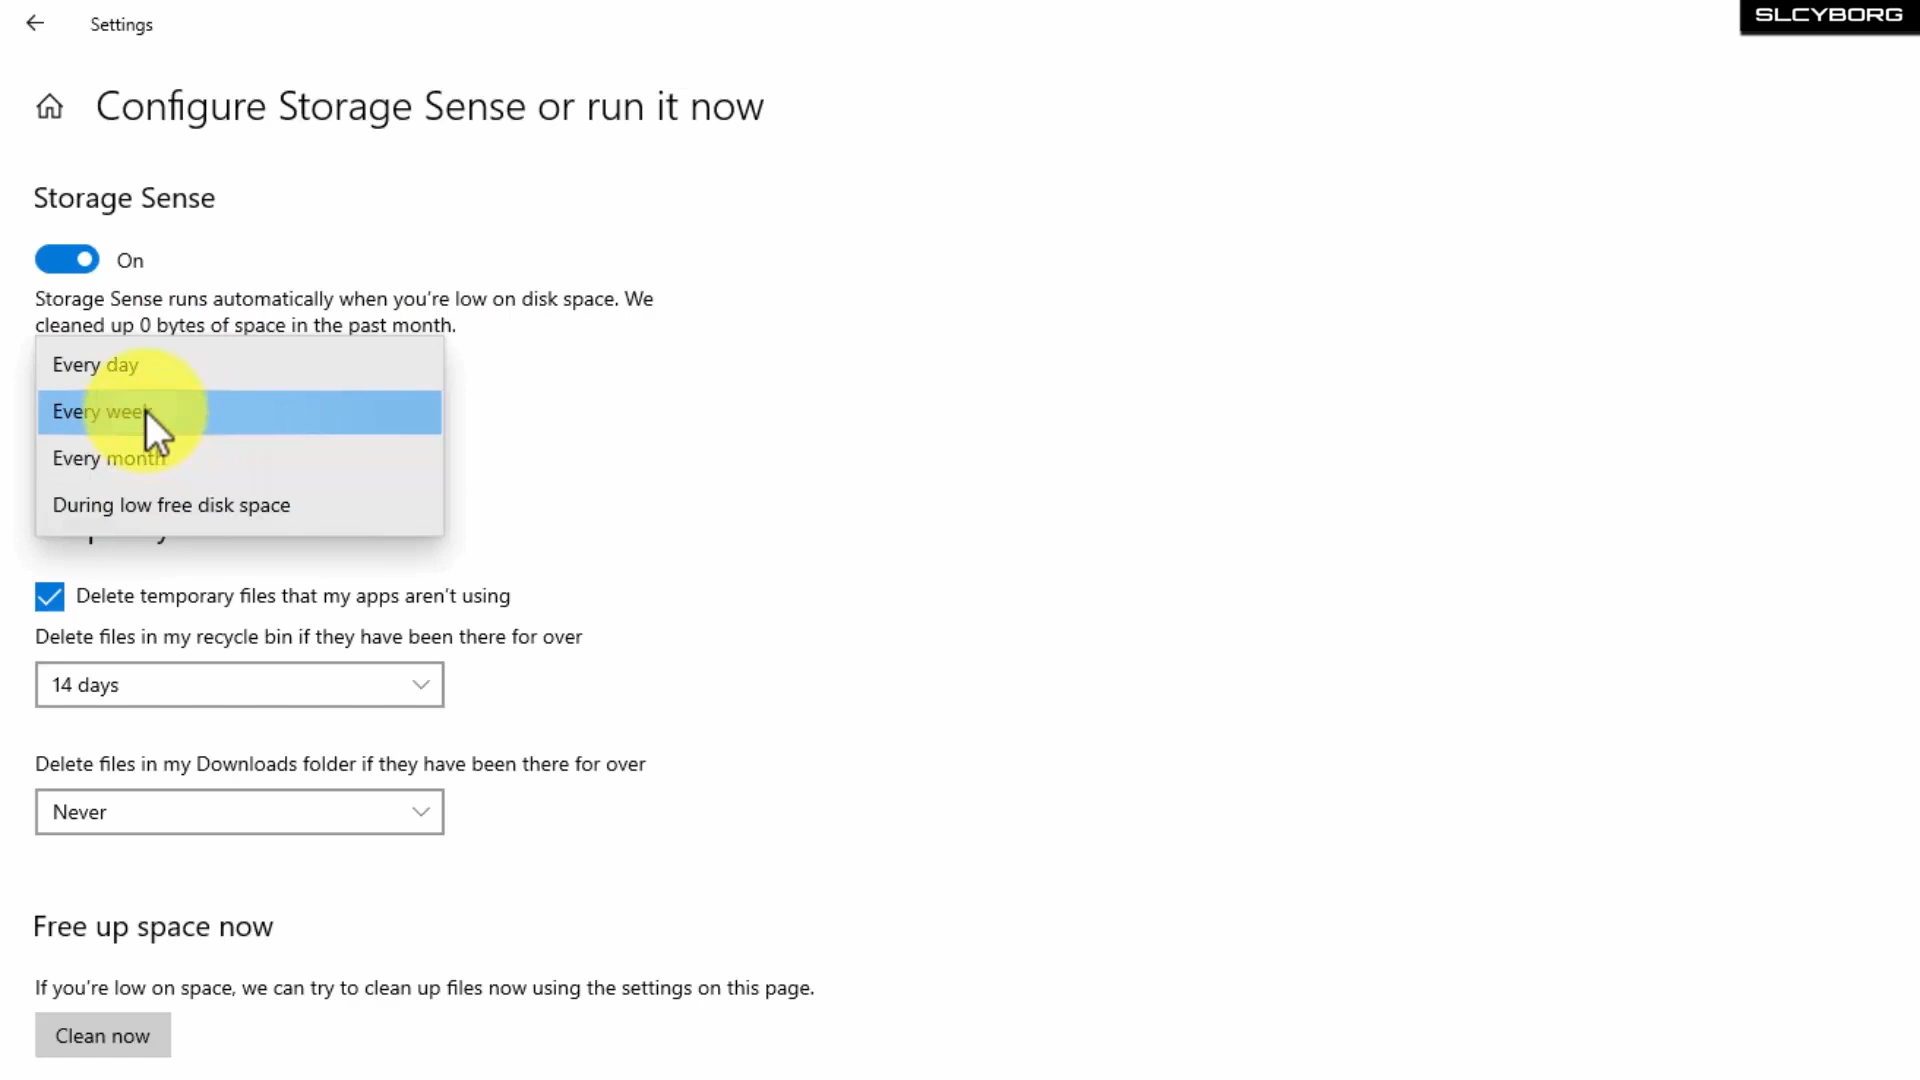 Settings
SLCYBORG
Configure Storage Sense or run it now
Storage Sense
On
Storage Sense runs automatically when you're low on disk space. We
cleaned up 0 bytes of space in the past month.
Every day
Every week
Every month
During low free disk space
Delete temporary files that my apps aren't using
Delete files in my recycle bin if they have been there for over
14 days
Delete files in my Downloads folder if they have been there for over
Never
Free up space now
If you're low on space, we can try to clean up files now using the settings on this page.
Clean now